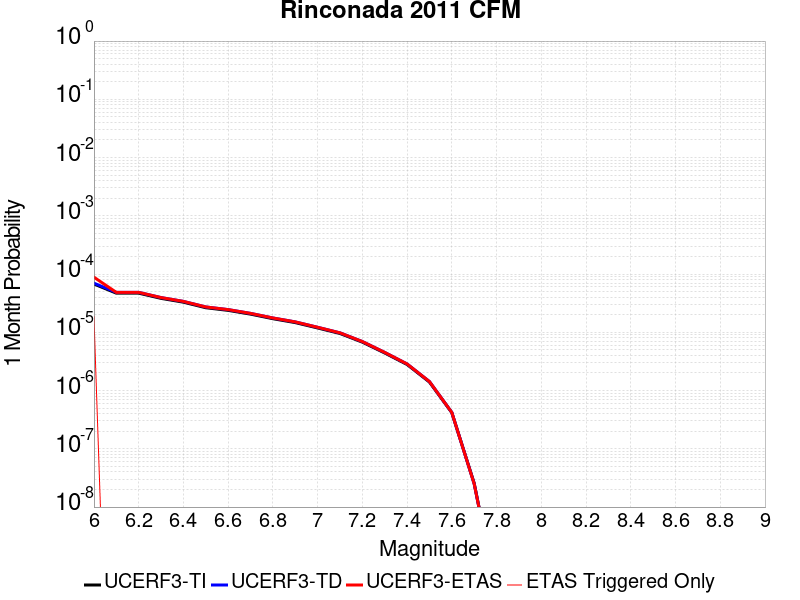 Rinconada 2011 CFM
10^0
10^-1
10^-2
10^-3
10^-4
10^-5
10^-6
10^-7
10^-8
1 Month Probability
6 6.2 6.4 6.6 6.8 7 7.2 7.4 7.6 7.8 8 8.2 8.4 8.6 8.8 9
Magnitude
UCERF3-TI UCERF3-TD UCERF3-ETAS ETAS Triggered Only